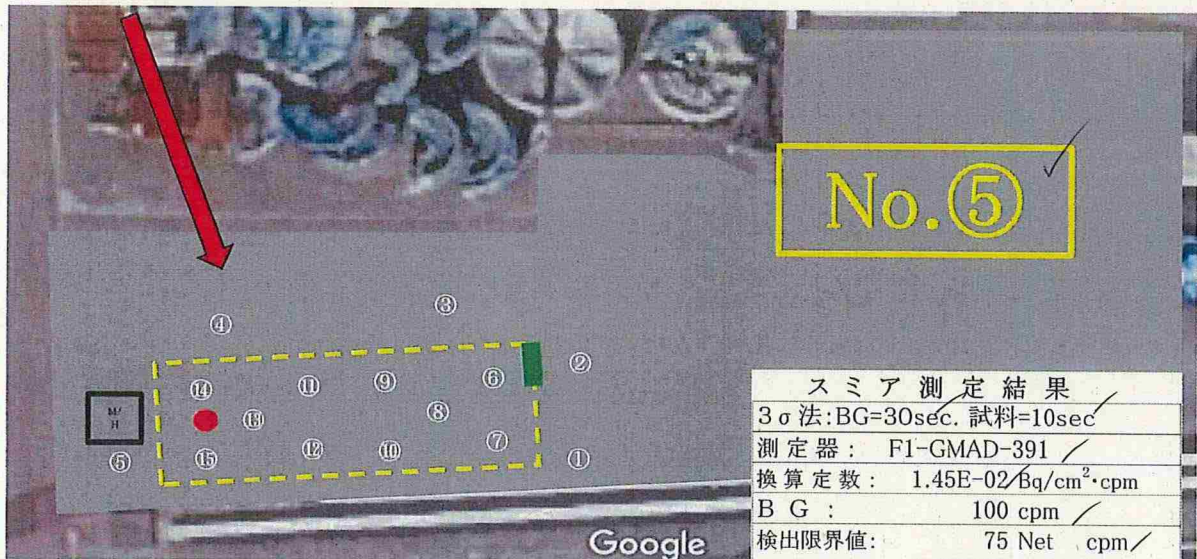 No.⑤
③
④
②
⑭ ⑪ ⑨ ⑥
M/
H
⑬ ⑧
⑤ ⑮ ⑫ ⑩ ⑦ ①
スミア測定結果
3σ法:BG=30sec. 試料=10sec
測定器: F1-GMAD-391
換算定数: 1.45E-02 Bq/cm²·cpm
BG: 100 cpm
検出限界値: 75 Net cpm
Google